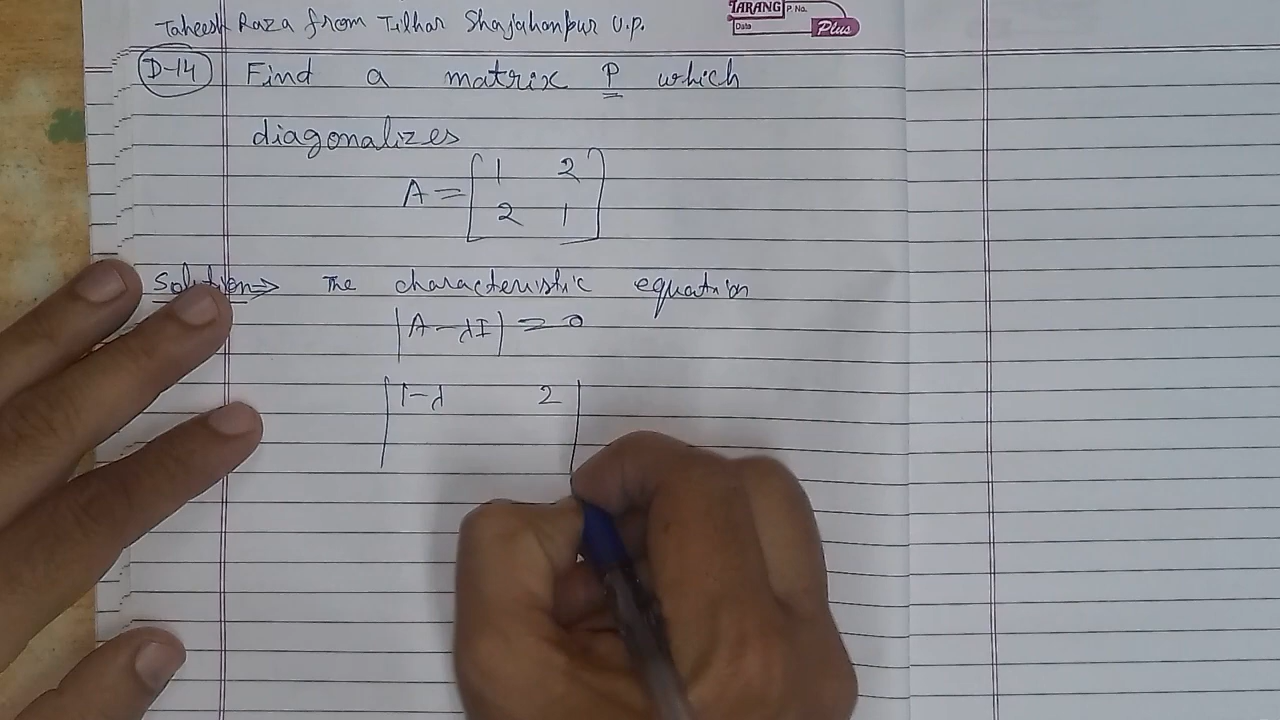 Taheesh Raza from Tilhar Shajahanpur U.P.
TARANG P. No.
Date Plus
D-14 Find a matrix P which
diagonalizes
A = [1 2
2 1]
Solution⇒ The characteristic equation
|A-λI| = 0
|1-λ 2|